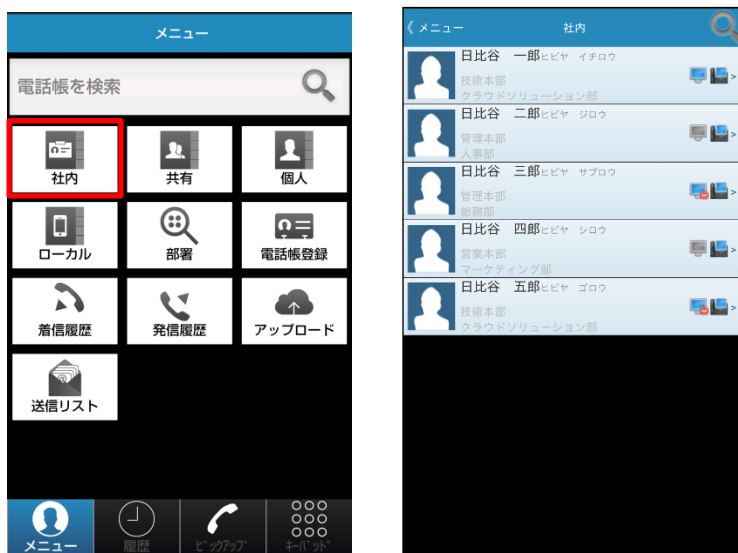 メニュー
電話帳を検索
社内
共有
個人
ローカル
部署
電話帳登録
着信履歴
発信履歴
アップロード
送信リスト
メニュー
履歴
ピックアップ
キーパッド
《 メニュー
社内
日比谷　一郎ヒビヤ イチロウ
技術本部
クラウドソリューション部
日比谷　二郎ヒビヤ ジロウ
管理本部
人事部
日比谷　三郎ヒビヤ サブロウ
管理本部
総務部
日比谷　四郎ヒビヤ シロウ
営業本部
マーケティング部
日比谷　五郎ヒビヤ ゴロウ
技術本部
クラウドソリューション部